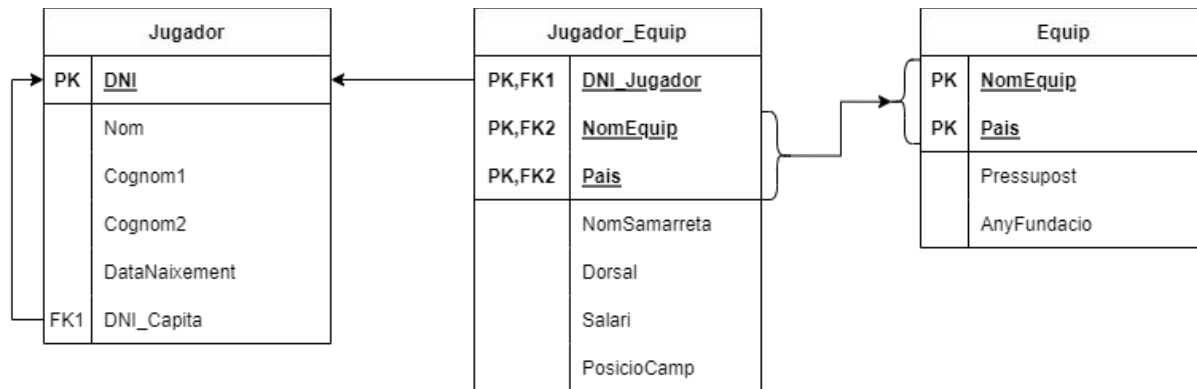 Jugador
PK DNI
Nom
Cognom1
Cognom2
DataNaixement
FK1 DNI_Capita
Jugador_Equip
PK,FK1 DNI_Jugador
PK,FK2 NomEquip
PK,FK2 Pais
NomSamarreta
Dorsal
Salari
PosicioCamp
Equip
PK NomEquip
PK Pais
Pressupost
AnyFundacio